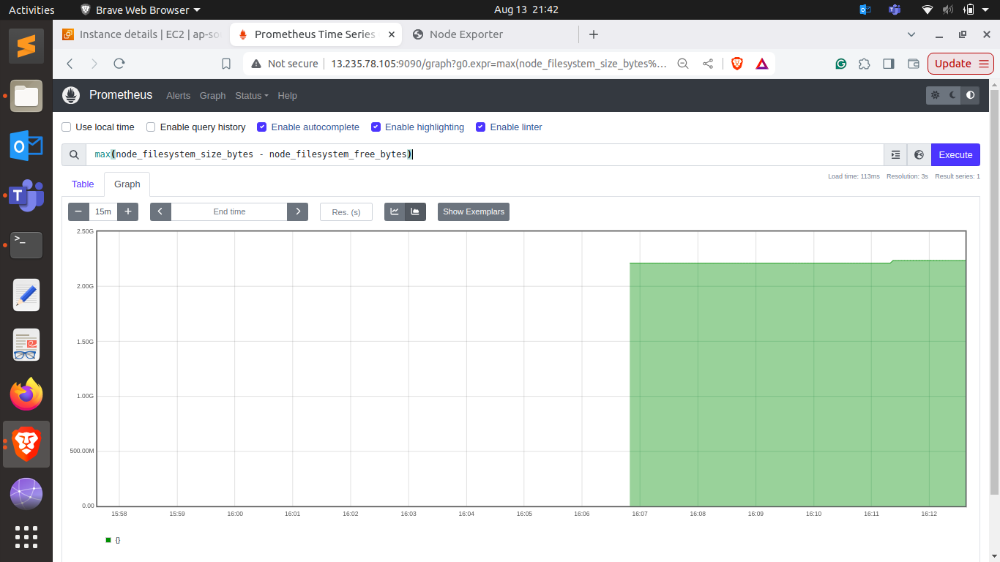 Activities
Brave Web Browser
Aug 13 21:42
Instance details | EC2 | ap-so
Prometheus Time Series
Node Exporter
Not secure
13.235.78.105:9090/graph?g0.expr=max(node_filesystem_size_bytes%...
Update
Prometheus
Alerts
Graph
Status
Help
Use local time
Enable query history
Enable autocomplete
Enable highlighting
Enable linter
max(node_filesystem_size_bytes - node_filesystem_free_bytes)
Execute
Table
Graph
Load time: 113ms Resolution: 3s Result series: 1
15m
End time
Res. (s)
Show Exemplars
2.50G
2.00G
1.50G
1.00G
500.00M
0.00
15:58 15:59 16:00 16:01 16:02 16:03 16:04 16:05 16:06 16:07 16:08 16:09 16:10 16:11 16:12
{}